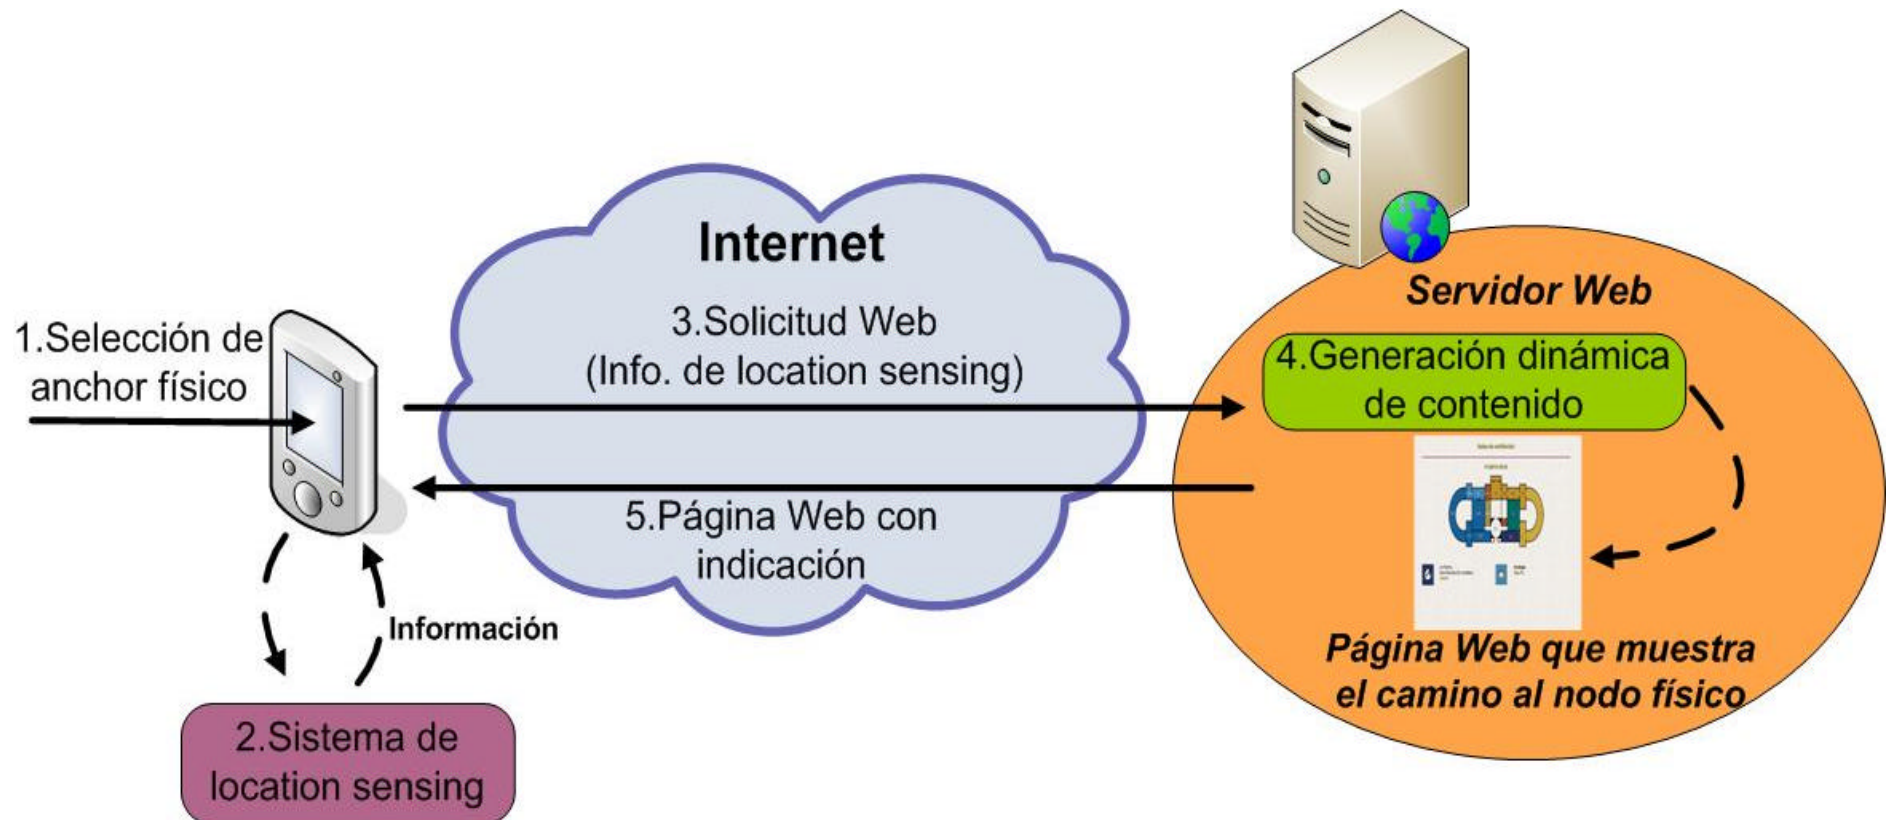 1.Selección de
anchor físico
Internet
3.Solicitud Web
(Info. de location sensing)
5.Página Web con
indicación
Información
2.Sistema de
location sensing
Servidor Web
4.Generación dinámica
de contenido
Página Web que muestra
el camino al nodo físico